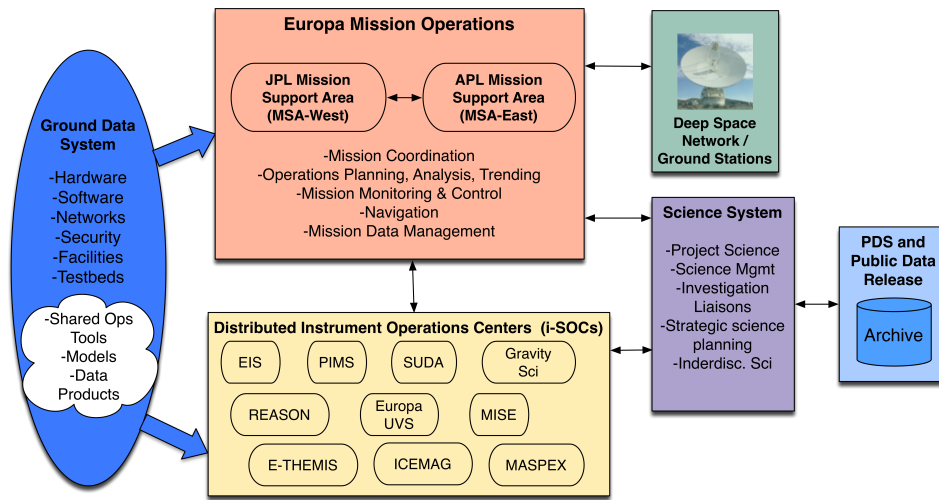 Ground Data
System
-Hardware
-Software
-Networks
-Security
-Facilities
-Testbeds
-Shared Ops
Tools
-Models
-Data
Products
Europa Mission Operations
JPL Mission
Support Area
(MSA-West)
APL Mission
Support Area
(MSA-East)
-Mission Coordination
-Operations Planning, Analysis, Trending
-Mission Monitoring & Control
-Navigation
-Mission Data Management
Deep Space
Network /
Ground Stations
Distributed Instrument Operations Centers (i-SOCs)
EIS
PIMS
SUDA
Gravity
Sci
REASON
Europa
UVS
MISE
E-THEMIS
ICEMAG
MASPEX
Science System
-Project Science
-Science Mgmt
-Investigation
Liaisons
-Strategic science
planning
-Inderdisc. Sci
PDS and
Public Data
Release
Archive